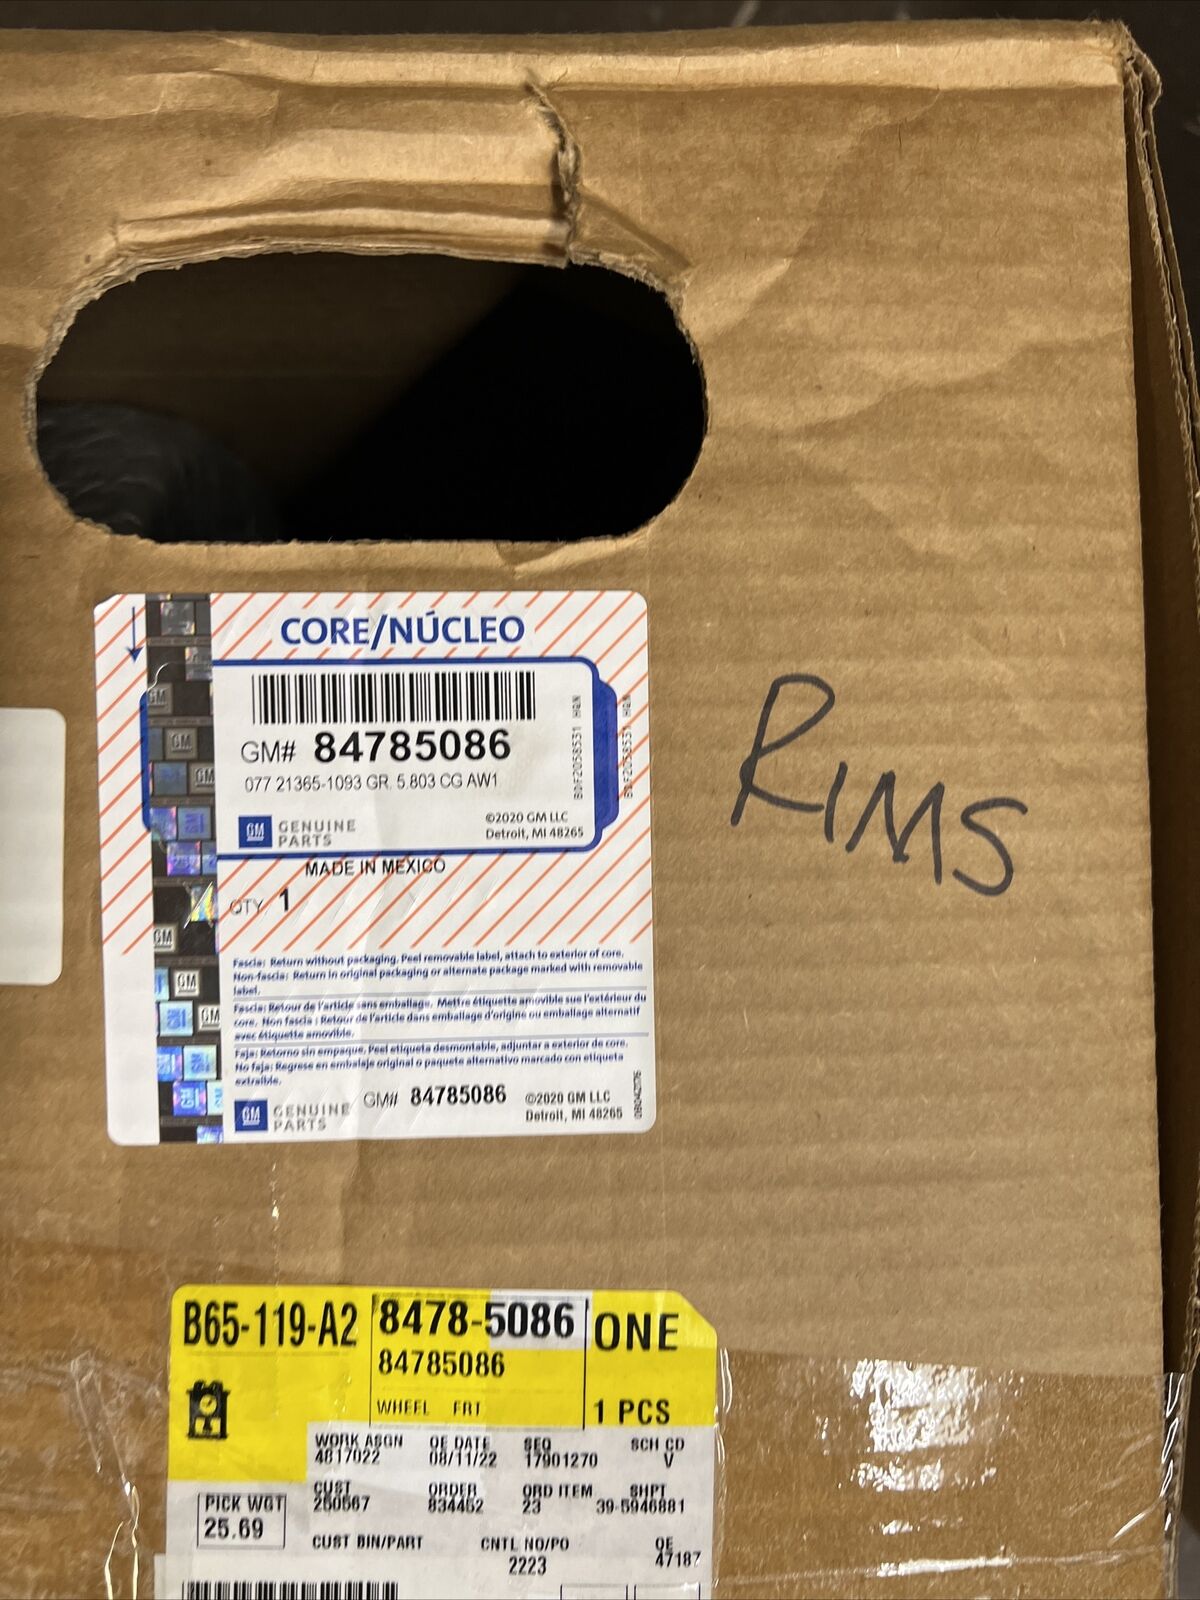 CORE/NÚCLEO
GM# 84785086
077 21365-1093 GR. 5.803 CG AW1
GM GENUINE PARTS
©2020 GM LLC
Detroit, MI 48265
MADE IN MEXICO
QTY 1
Fascia: Return without packaging. Peel removable label, attach to exterior of core.
Non-fascia: Return in original packaging or alternate package marked with removable
label.
Fascia: Retour de l'article sans emballage. Mettre étiquette amovible sue l'extérieur du
core. Non fascia : Retour de l'article dans emballage d'origine ou emballage alternatif
avec étiquette amovible.
Faja: Retorno sin empaque. Peel etiqueta desmontable, adjuntar a exterior de core.
No faja: Regrese en embalaje original o paquete alternativo marcado con etiqueta
extraíble.
GM GENUINE PARTS
GM# 84785086
©2020 GM LLC
Detroit, MI 48265
RIMS
B65-119-A2 8478-5086 ONE
84785086
WHEEL FRT 1 PCS
WORK ASGN OE DATE SEQ SCH CD
4817022 08/11/22 17901270 V
CUST ORDER ORD ITEM SHPT
250567 834452 23 39-5946881
PICK WGT
25.69
CUST BIN/PART CNTL NO/PO OE
2223 47187